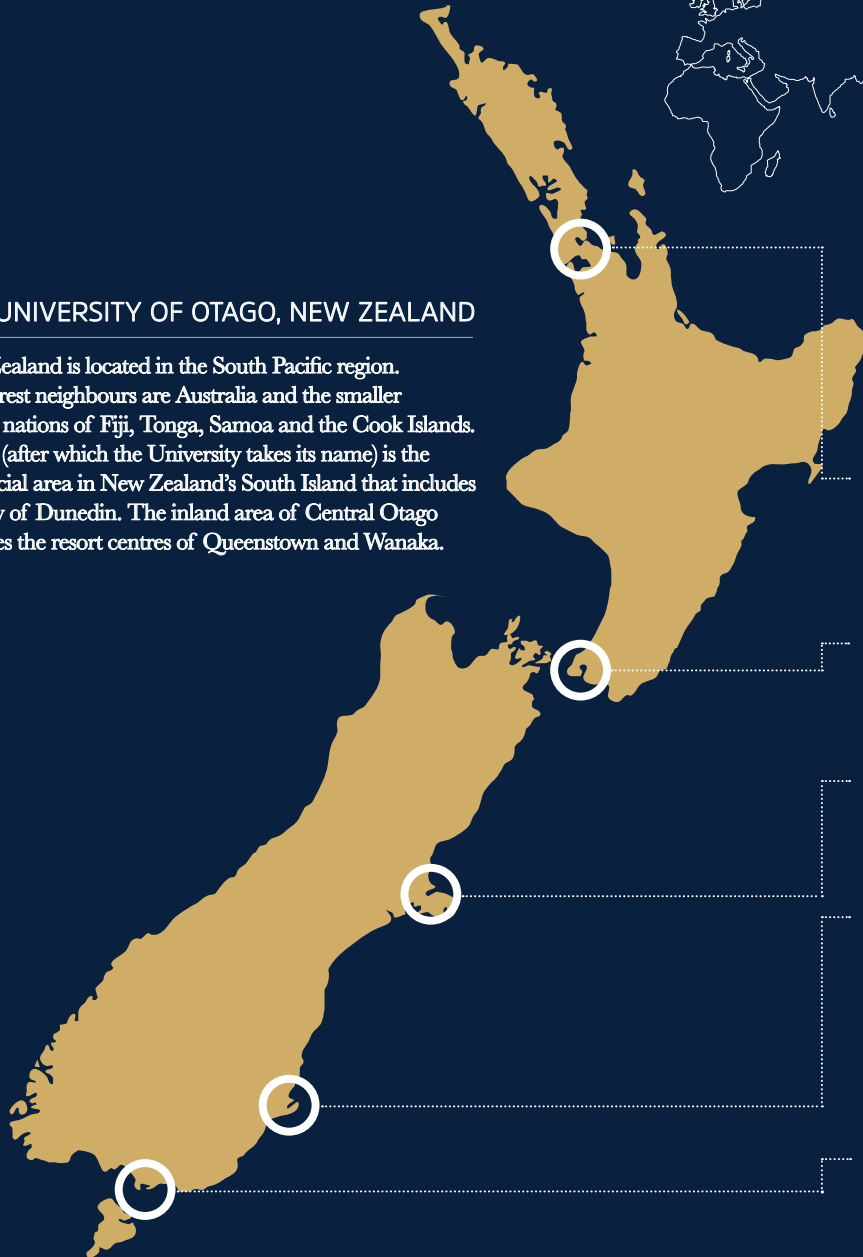 UNIVERSITY OF OTAGO, NEW ZEALAND
ealand is located in the South Pacific region.
rest neighbours are Australia and the smaller
nations of Fiji, Tonga, Samoa and the Cook Islands.
(after which the University takes its name) is the
cial area in New Zealand's South Island that includes
y of Dunedin. The inland area of Central Otago
es the resort centres of Queenstown and Wanaka.